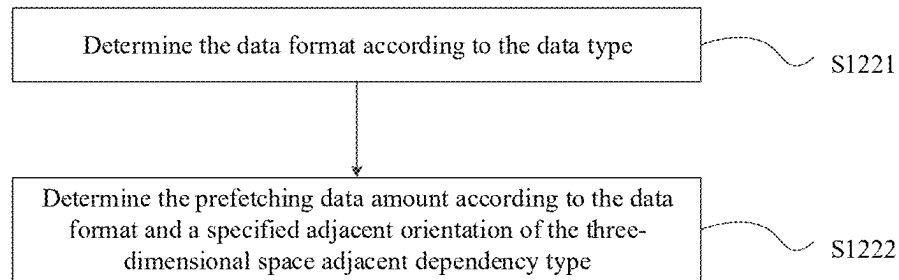 Determine the data format according to the data type
S1221
Determine the prefetching data amount according to the data
format and a specified adjacent orientation of the three-
dimensional space adjacent dependency type
S1222